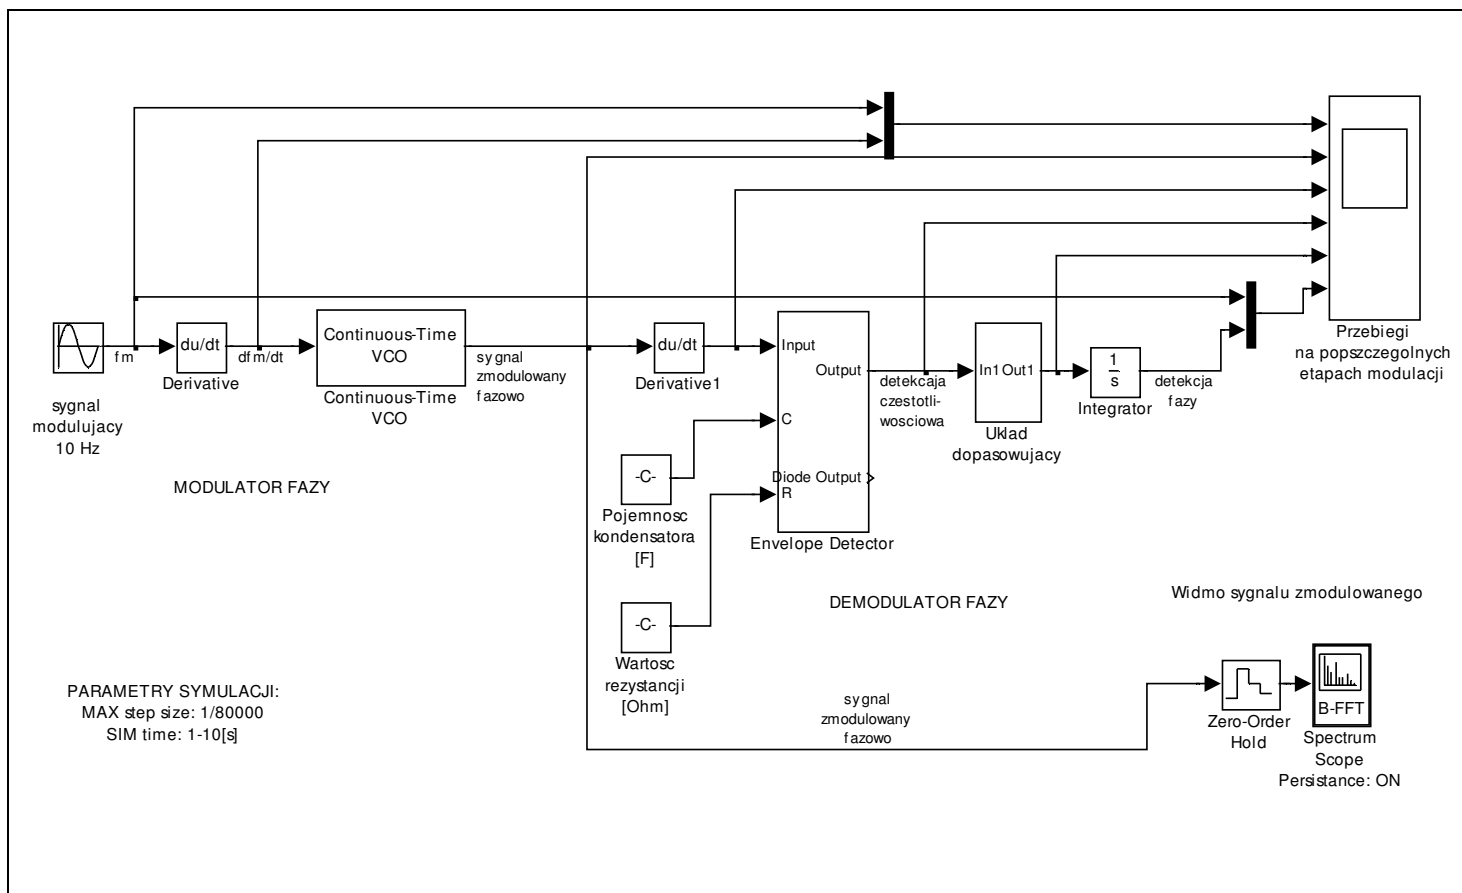 Przebiegi
na popszczegolnych
etapach modulacji
fm
du/dt
Derivative
dfm/dt
Continuous-Time
VCO
Continuous-Time
VCO
sygnal
zmodulowany
fazowo
du/dt
Derivative1
Input
Output
C
Diode Output
R
Envelope Detector
detekcaja
czestotli-
wosciowa
In1 Out1
Uklad
dopasowujacy
1
s
Integrator
detekcja
fazy
sygnal
modulujacy
10 Hz
MODULATOR FAZY
-C-
Pojemnosc
kondensatora
[F]
-C-
Wartosc
rezystancji
[Ohm]
DEMODULATOR FAZY
Widmo sygnalu zmodulowanego
PARAMETRY SYMULACJI:
MAX step size: 1/80000
SIM time: 1-10[s]
sygnal
zmodulowany
fazowo
Zero-Order
Hold
B-FFT
Spectrum
Scope
Persistance: ON